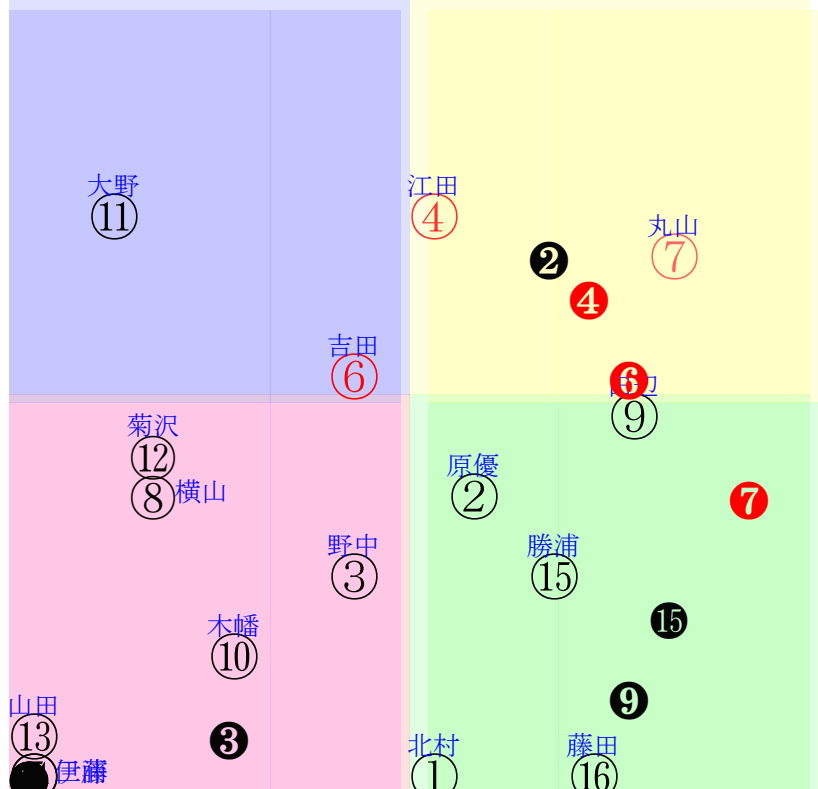 大野
⑪
江田
④
丸山
⑦
❷
❹
吉田
⑥
❻
⑨
菊沢
⑫
⑧横山
原優
②
❼
野中
③
勝浦
⑮
⓯
木幡
⑩
❾
山田
⑬
❸
北村
①
藤田
⑯